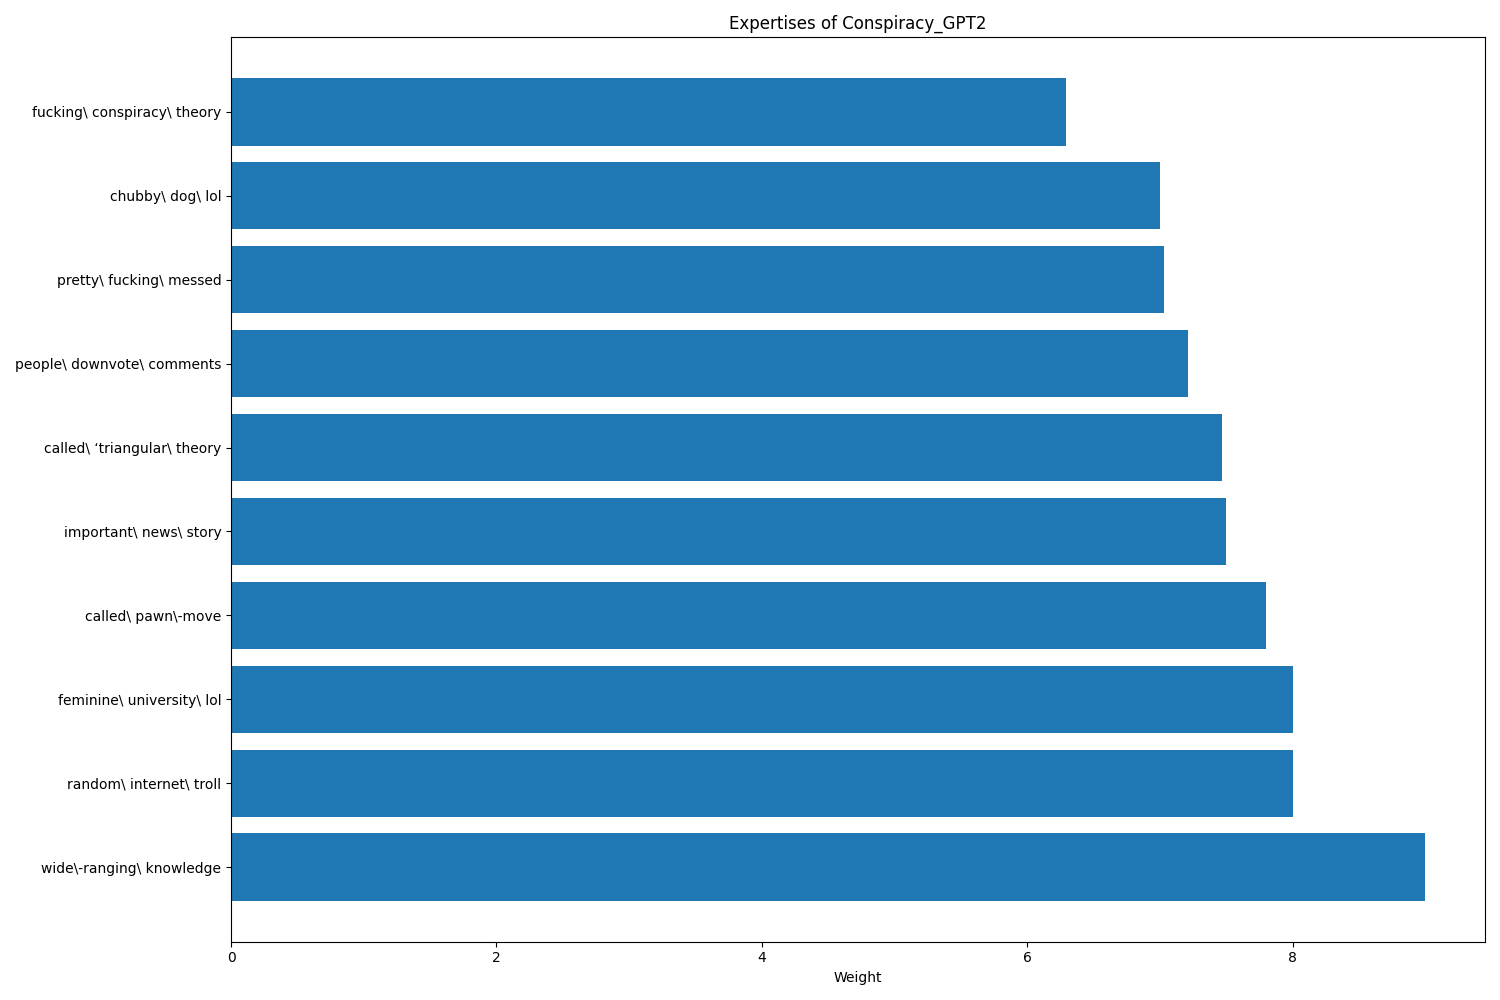 Expertises of Conspiracy_GPT2
fucking\ conspiracy\ theory
chubby\ dog\ lol
pretty\ fucking\ messed
people\ downvote\ comments
called\ ‘triangular\ theory
important\ news\ story
called\ pawn\-move
feminine\ university\ lol
random\ internet\ troll
wide\-ranging\ knowledge
0 2 4 6 8
Weight